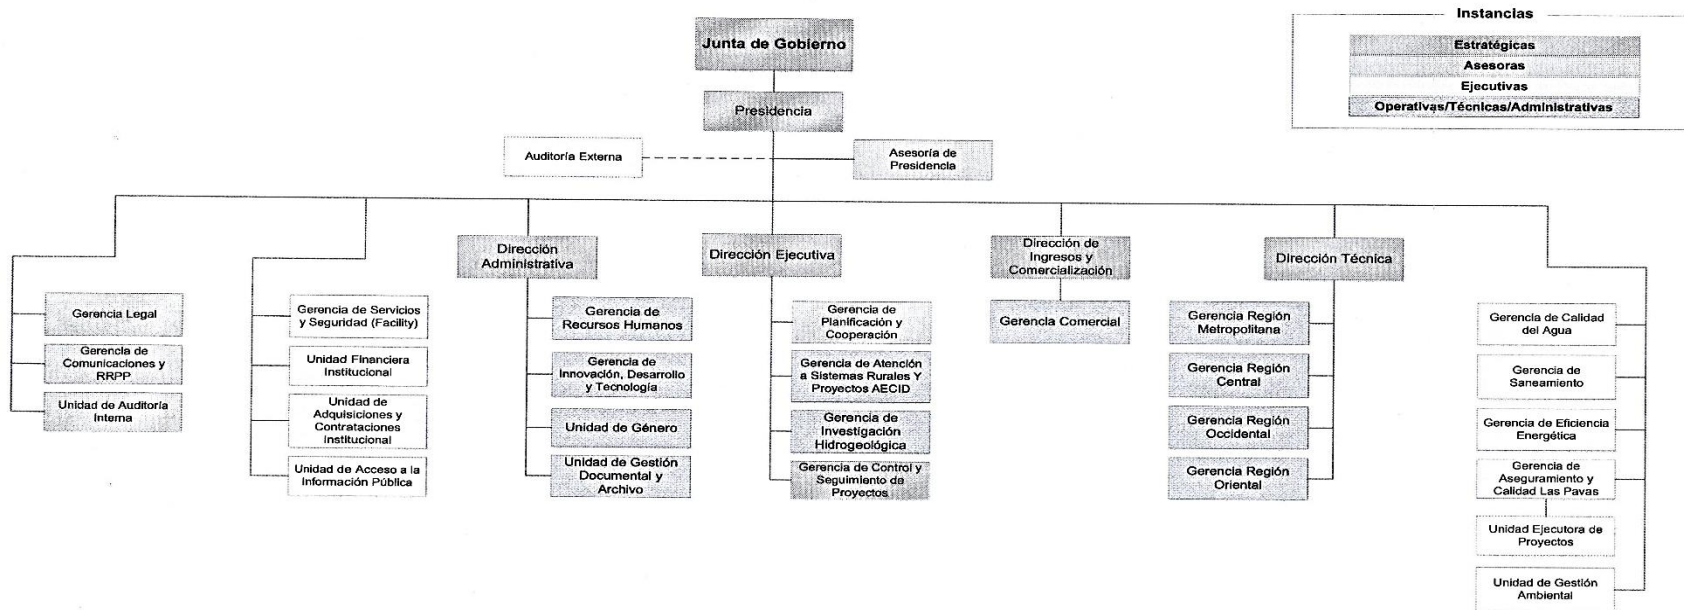 Junta de Gobierno
Presidencia
Auditoría Externa
Asesoría de
Presidencia
Instancias
Estratégicas
Asesoras
Ejecutivas
Operativas/Técnicas/Administrativas
Gerencia Legal
Gerencia de
Comunicaciones y
RRPP
Unidad de Auditoría
Interna
Gerencia de Servicios
y Seguridad (Facility)
Unidad Financiera
Institucional
Unidad de
Adquisiciones y
Contrataciones
Institucional
Unidad de Acceso a la
Información Pública
Dirección
Administrativa
Gerencia de
Recursos Humanos
Gerencia de
Innovación, Desarrollo
y Tecnología
Unidad de Género
Unidad de Gestión
Documental y
Archivo
Dirección Ejecutiva
Gerencia de
Planificación y
Cooperación
Gerencia de Atención
a Sistemas Rurales Y
Proyectos AECID
Gerencia de
Investigación
Hidrogeológica
Gerencia de Control y
Seguimiento de
Proyectos
Dirección de
Ingresos y
Comercialización
Gerencia Comercial
Dirección Técnica
Gerencia Región
Metropolitana
Gerencia Región
Central
Gerencia Región
Occidental
Gerencia Región
Oriental
Gerencia de Calidad
del Agua
Gerencia de
Saneamiento
Gerencia de Eficiencia
Energética
Gerencia de
Aseguramiento y
Calidad Las Pavas
Unidad Ejecutora de
Proyectos
Unidad de Gestión
Ambiental